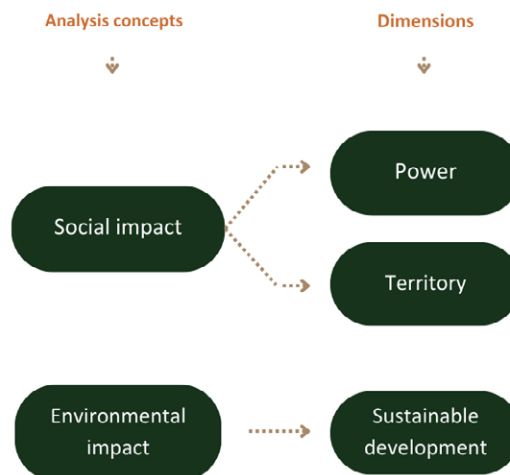 Analysis concepts
Dimensions
Social impact
Power
Territory
Environmental
impact
Sustainable
development